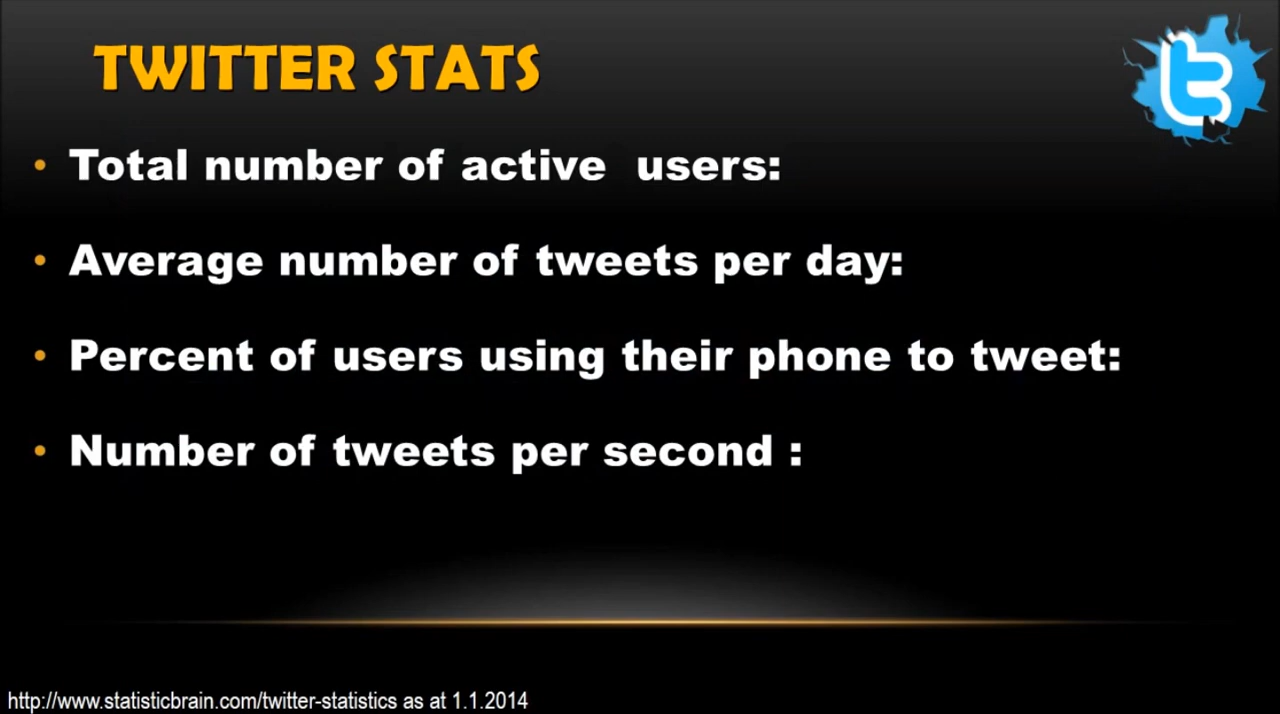 TWITTER STATS
• Total number of active  users:
• Average number of tweets per day:
• Percent of users using their phone to tweet:
• Number of tweets per second :
http://www.statisticbrain.com/twitter-statistics as at 1.1.2014